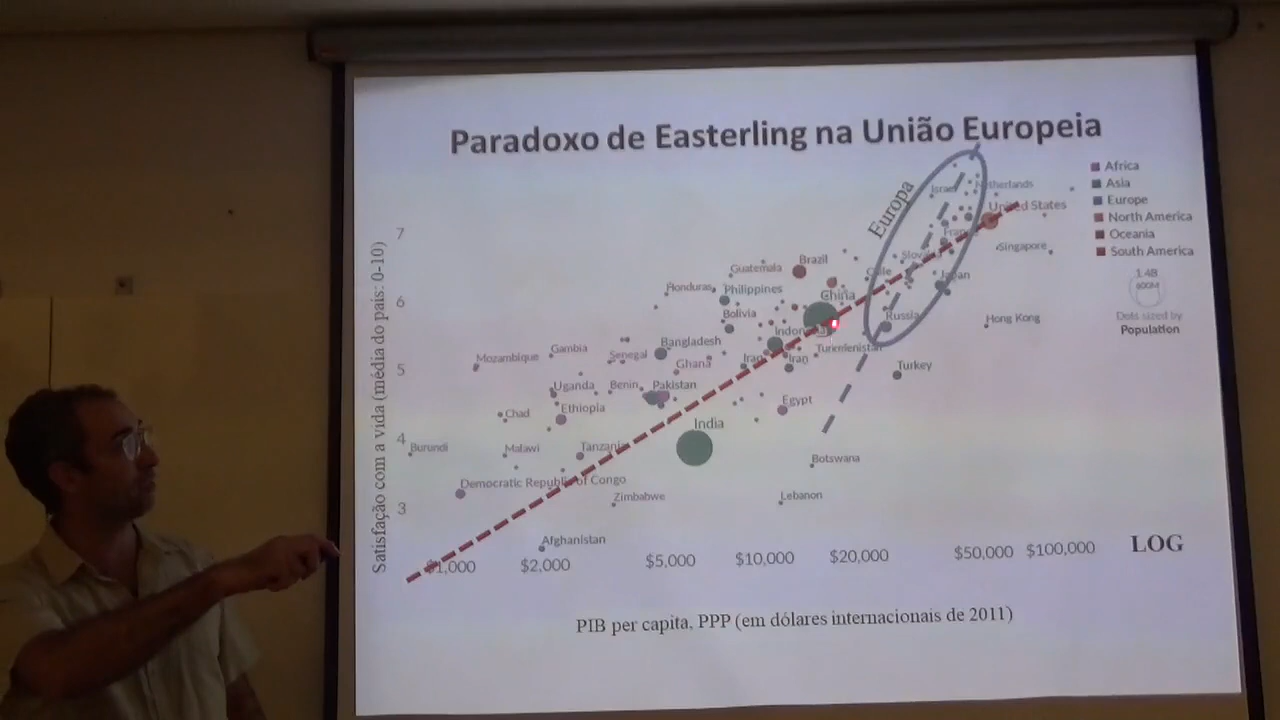 Paradoxo de Easterling na União Europeia
Satisfação com a vida (média do país: 0-10)
7
6
5
4
3
Europa
Israel
Netherlands
United States
France
Singapore
Slovakia
Chile
Japan
Russia
Hong Kong
Turkey
Brazil
Guatemala
Honduras
Philippines
China
Bolivia
Indonesia
Turkmenistan
Bangladesh
Iraq
Iran
Mozambique
Gambia
Senegal
Ghana
Uganda
Benin
Pakistan
Ethiopia
Egypt
Chad
India
Burundi
Malawi
Tanzania
Botswana
Democratic Republic of Congo
Zimbabwe
Lebanon
Afghanistan
$1,000
$2,000
$5,000
$10,000
$20,000
$50,000
$100,000
LOG
PIB per capita, PPP (em dólares internacionais de 2011)
Africa
Asia
Europe
North America
Oceania
South America
1:4B
600M
Dots sized by
Population